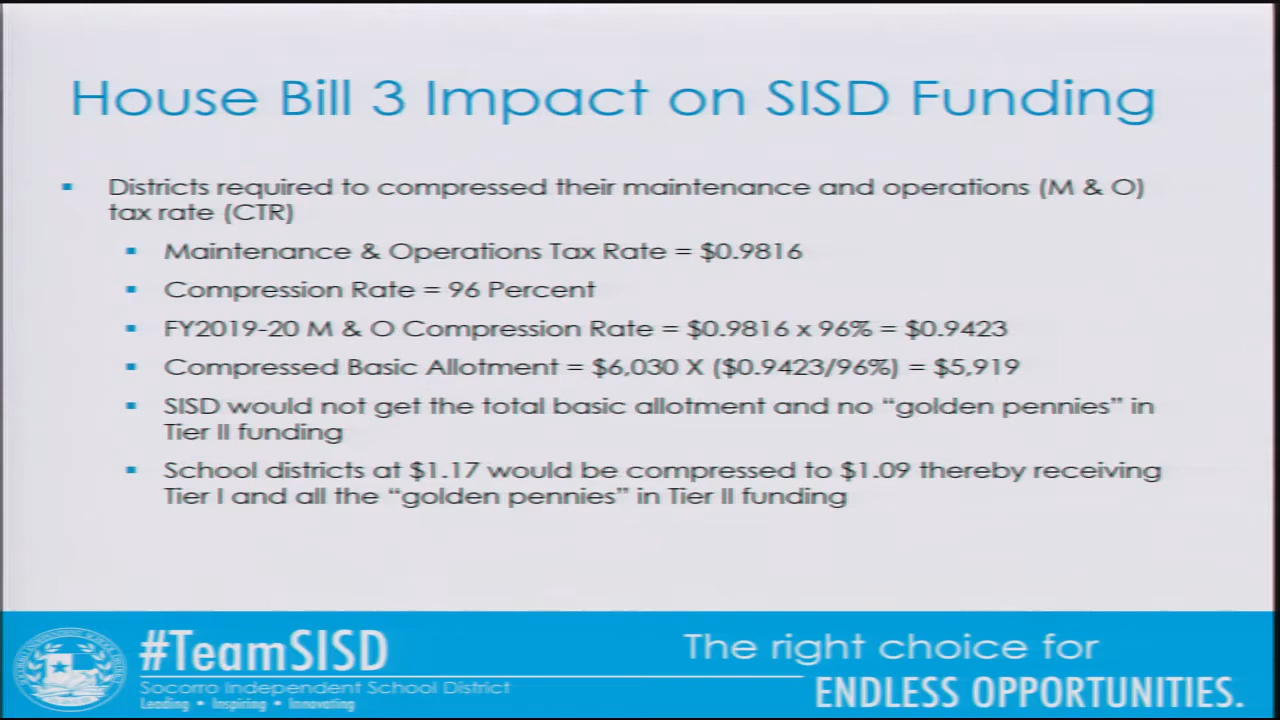 House Bill 3 Impact on SISD Funding
Districts required to compressed their maintenance and operations (M & O)
tax rate (CTR)
Maintenance & Operations Tax Rate = $0.9816
Compression Rate = 96 Percent
FY2019-20 M & O Compression Rate = $0.9816 x 96% = $0.9423
Compressed Basic Allotment = $6,030 X ($0.9423/96%) = $5,919
SISD would not get the total basic allotment and no “golden pennies” in
Tier II funding
School districts at $1.17 would be compressed to $1.09 thereby receiving
Tier I and all the “golden pennies” in Tier II funding
#TeamSISD
Socorro Independent School District
Leading • Inspiring • Innovating
The right choice for
ENDLESS OPPORTUNITIES.